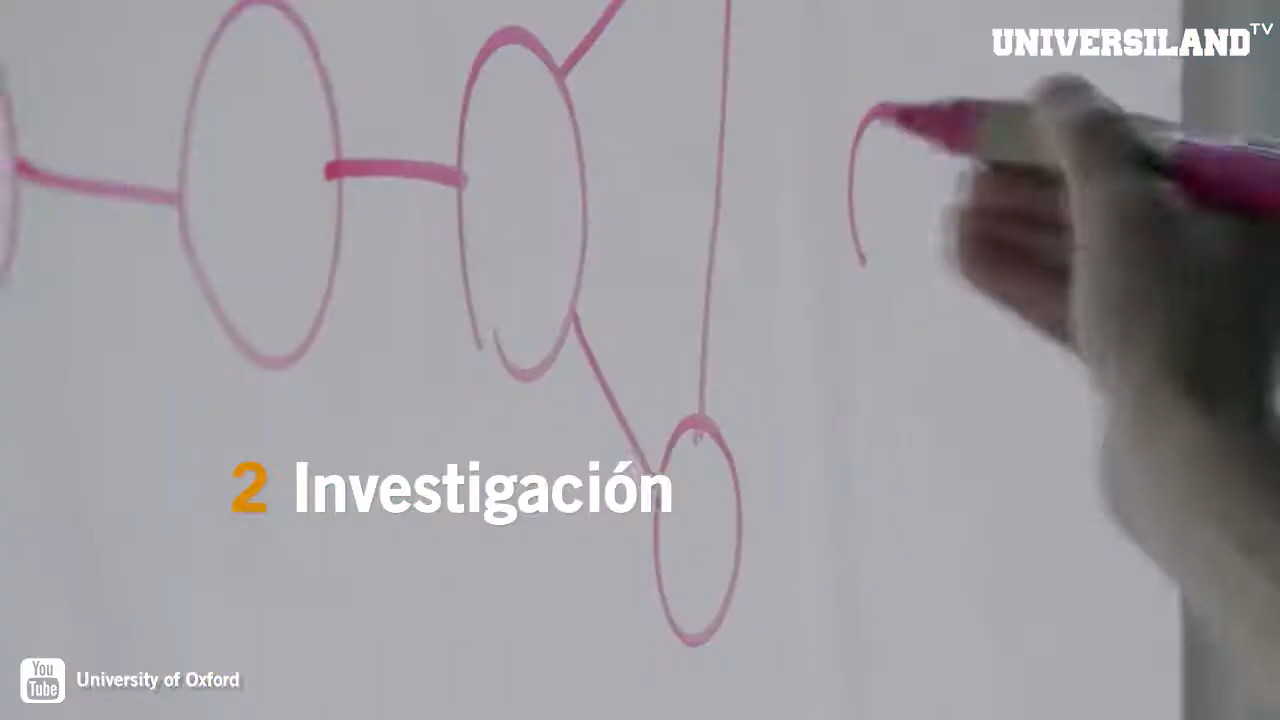 UNIVERSILAND TV
2 Investigación
You
Tube
University of Oxford